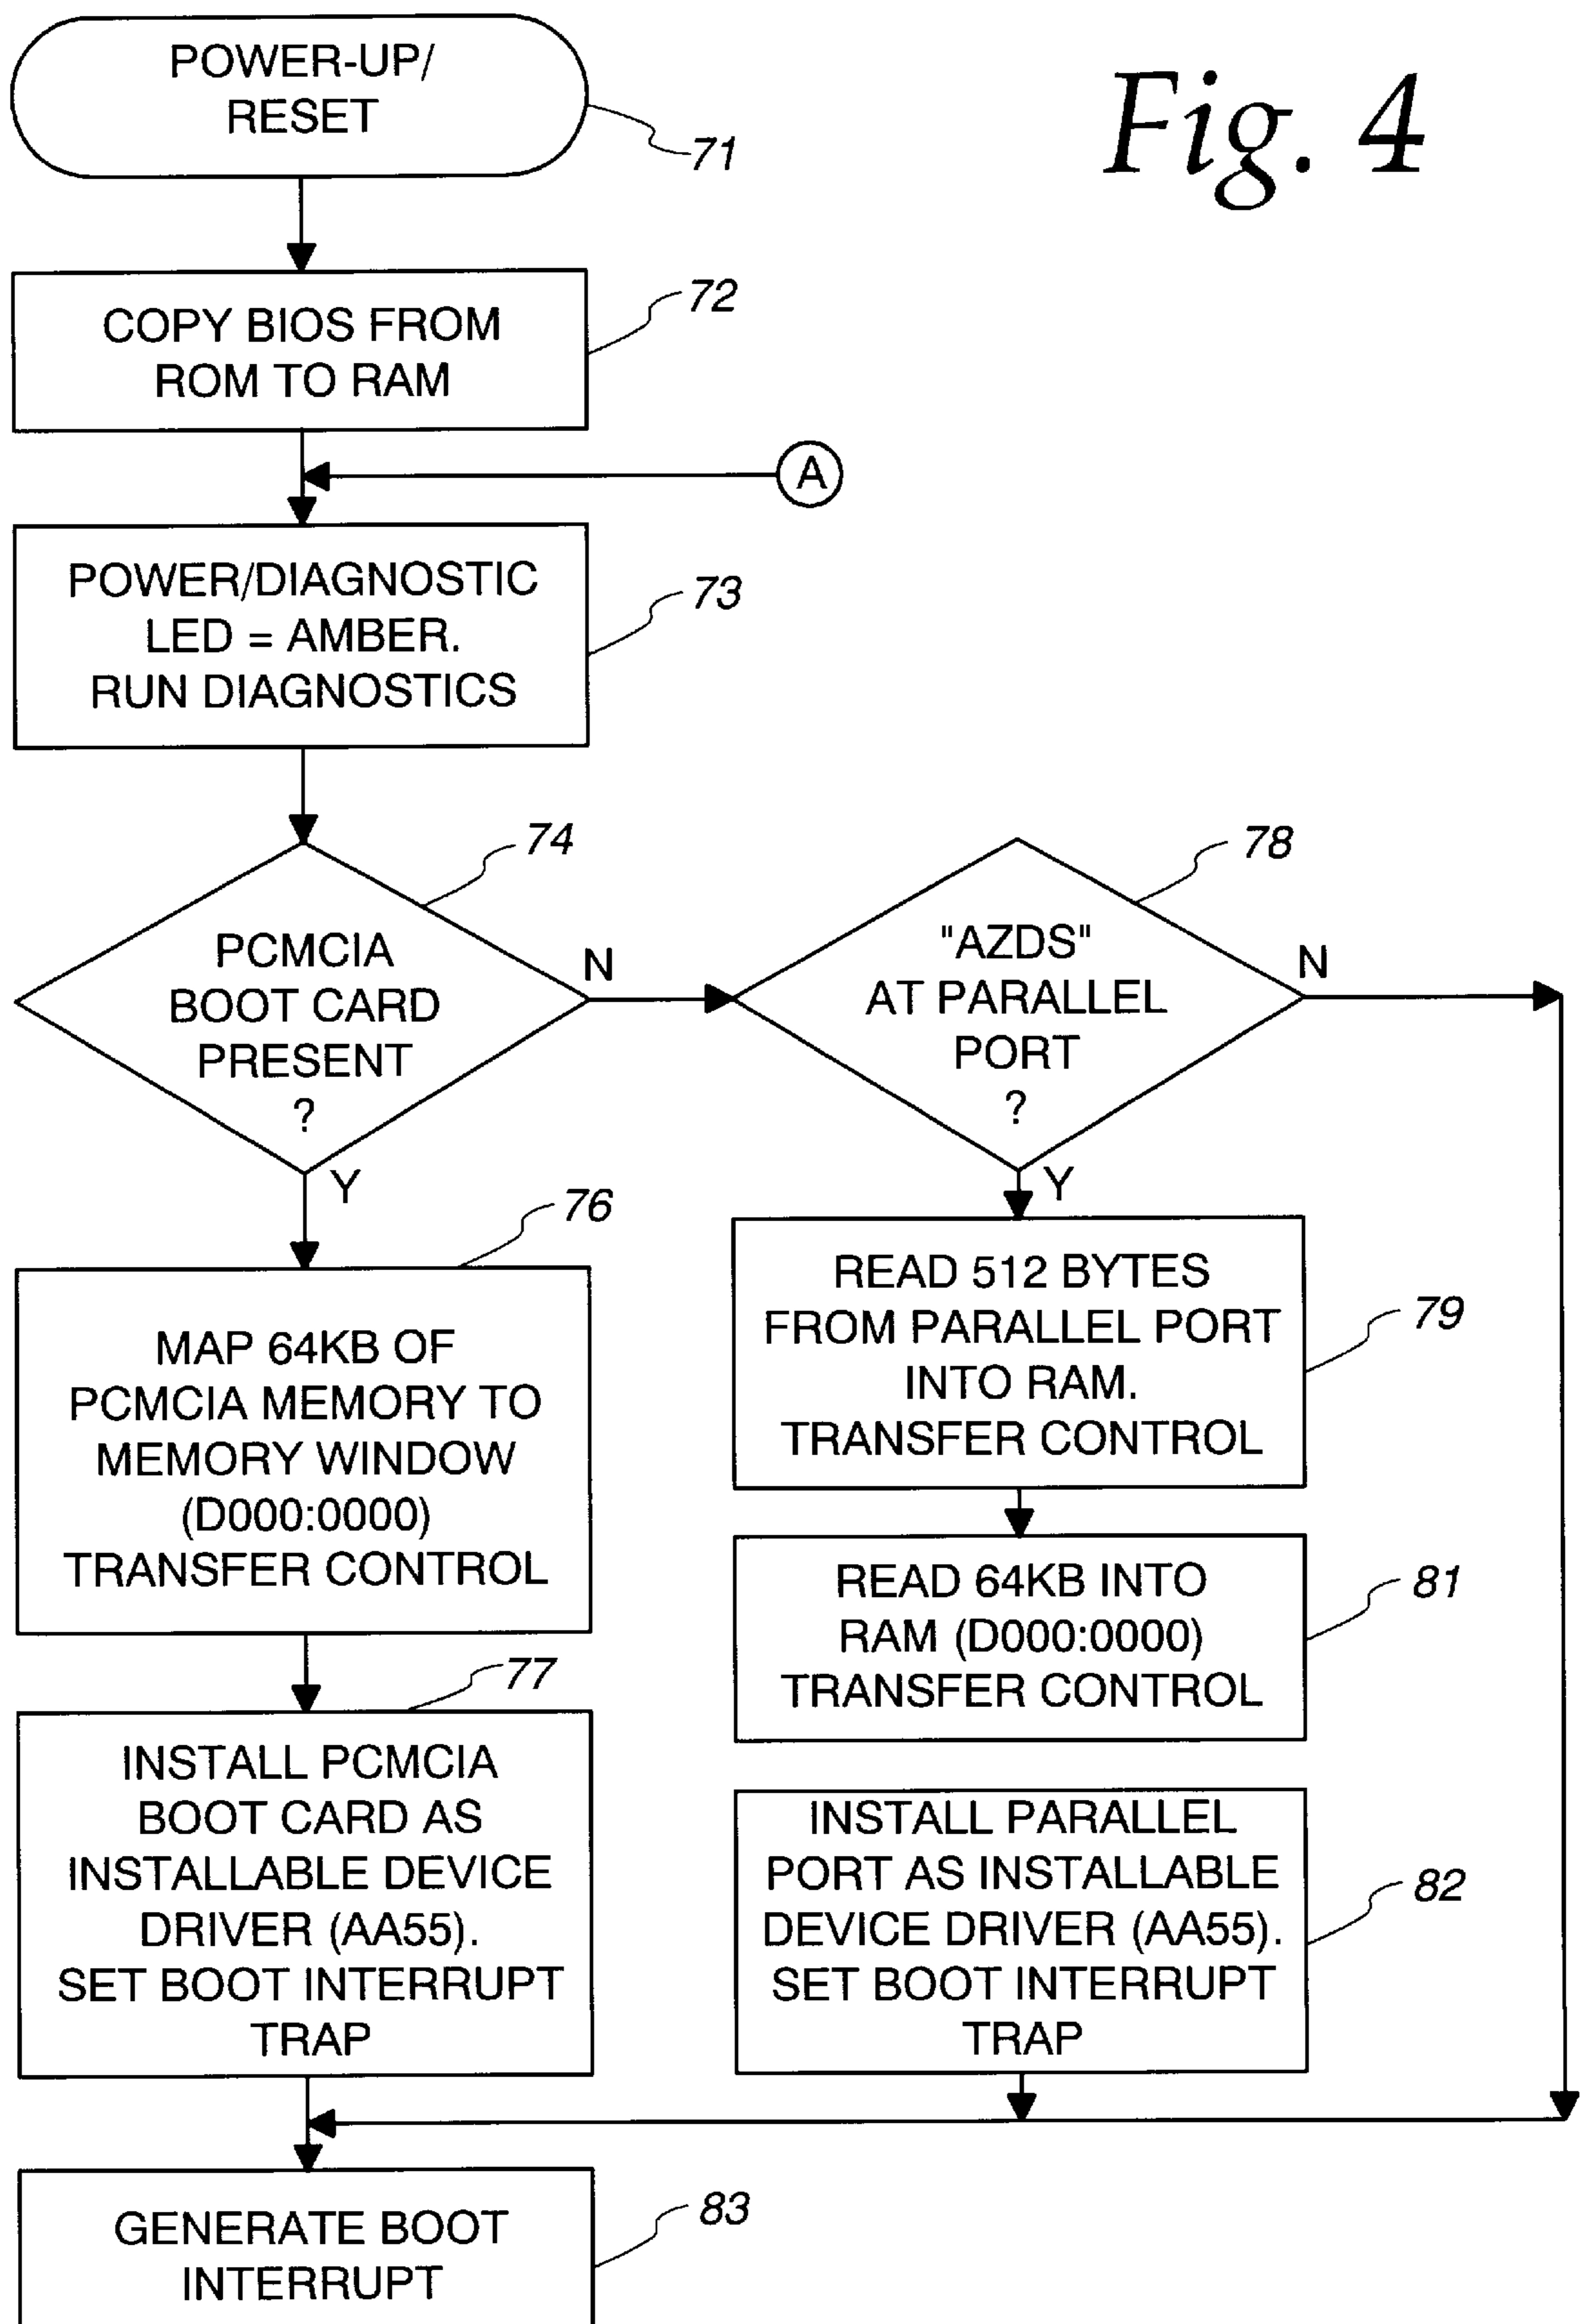 Fig. 4
POWER-UP/
RESET
71
COPY BIOS FROM
ROM TO RAM
72
A
POWER/DIAGNOSTIC
LED = AMBER.
RUN DIAGNOSTICS
73
PCMCIA
BOOT CARD
PRESENT
?
74
N
Y
"AZDS"
AT PARALLEL
PORT
?
78
N
Y
MAP 64KB OF
PCMCIA MEMORY TO
MEMORY WINDOW
(D000:0000)
TRANSFER CONTROL
76
READ 512 BYTES
FROM PARALLEL PORT
INTO RAM.
TRANSFER CONTROL
79
READ 64KB INTO
RAM (D000:0000)
TRANSFER CONTROL
81
INSTALL PCMCIA
BOOT CARD AS
INSTALLABLE DEVICE
DRIVER (AA55).
SET BOOT INTERRUPT
TRAP
77
INSTALL PARALLEL
PORT AS INSTALLABLE
DEVICE DRIVER (AA55).
SET BOOT INTERRUPT
TRAP
82
GENERATE BOOT
INTERRUPT
83